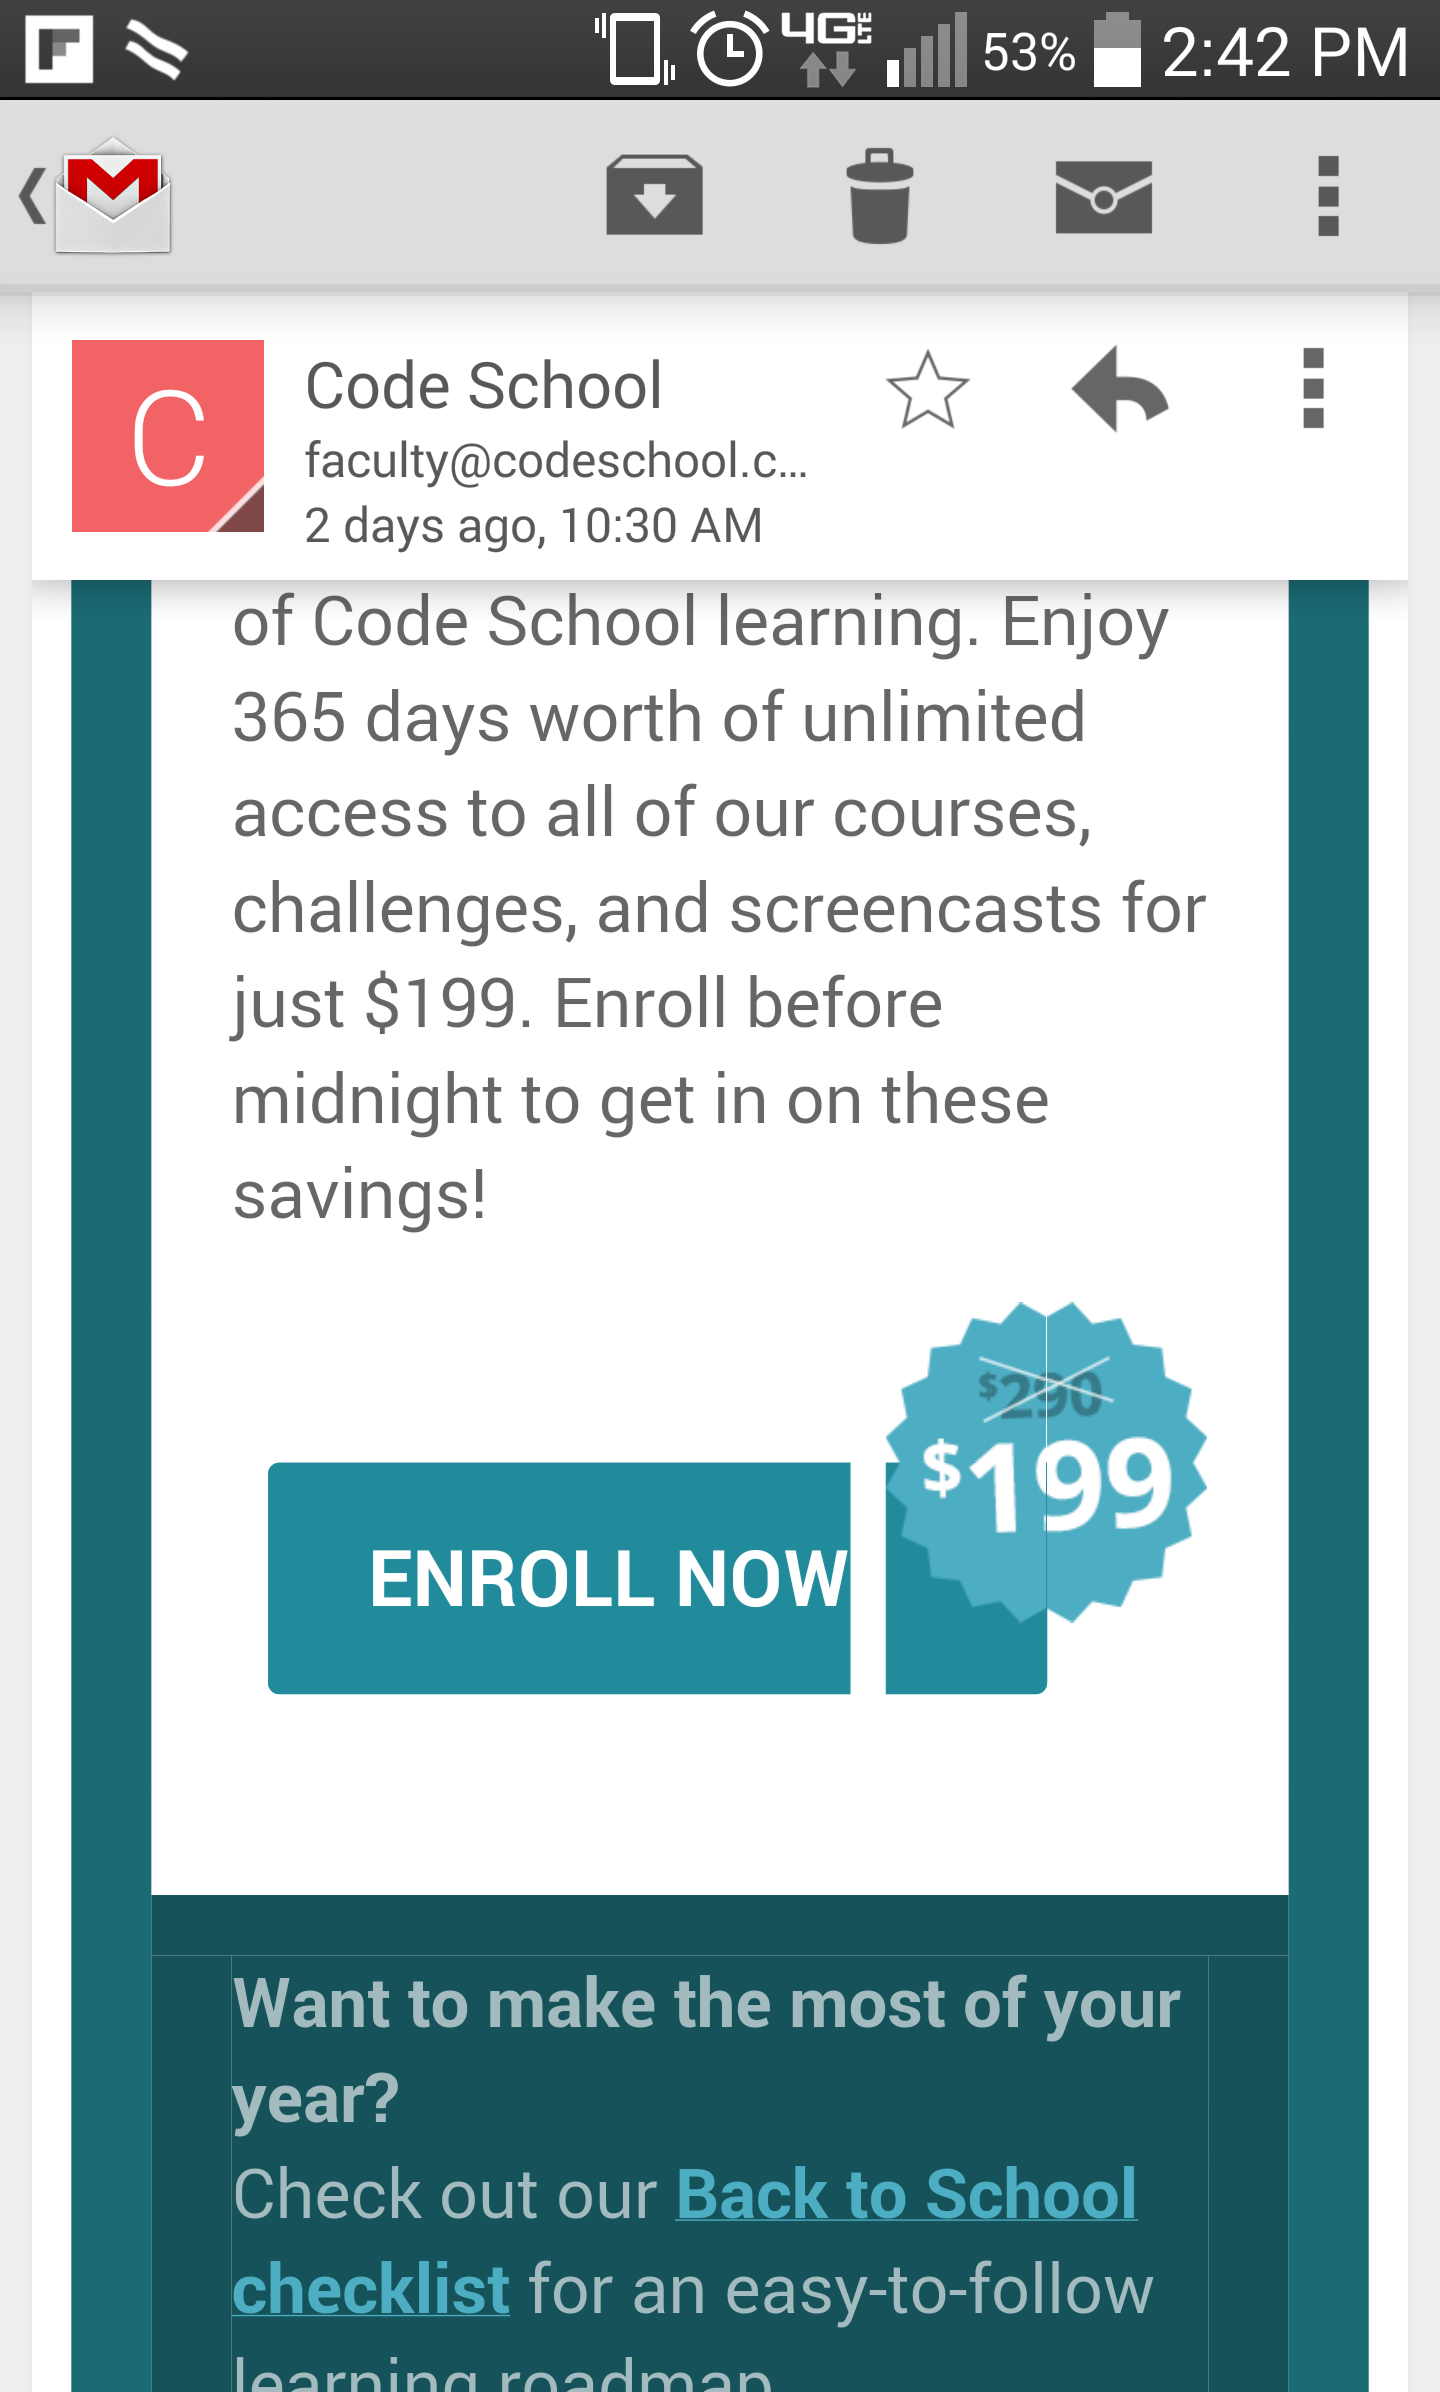 4G LTE 53% 2:42 PM
C
Code School
faculty@codeschool.c...
2 days ago, 10:30 AM
of Code School learning. Enjoy
365 days worth of unlimited
access to all of our courses,
challenges, and screencasts for
just $199. Enroll before
midnight to get in on these
savings!
$290
$199
ENROLL NOW
Want to make the most of your
year?
Check out our Back to School
checklist for an easy-to-follow
learning roadmap